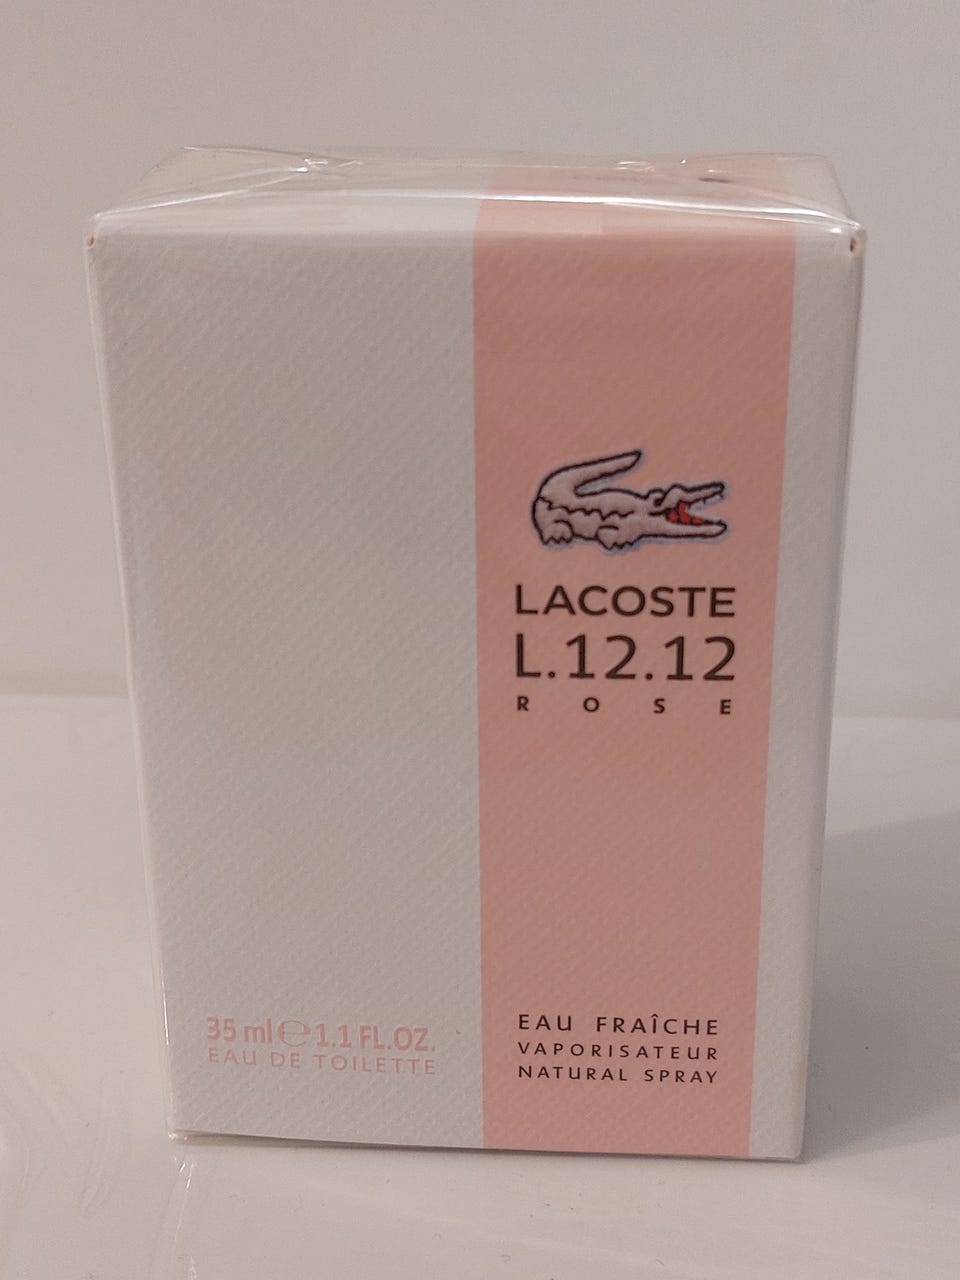 LACOSTE
L.12.12
ROSE
35 ml ℮ 1.1 FL.OZ.
EAU DE TOILETTE
EAU FRAÎCHE
VAPORISATEUR
NATURAL SPRAY